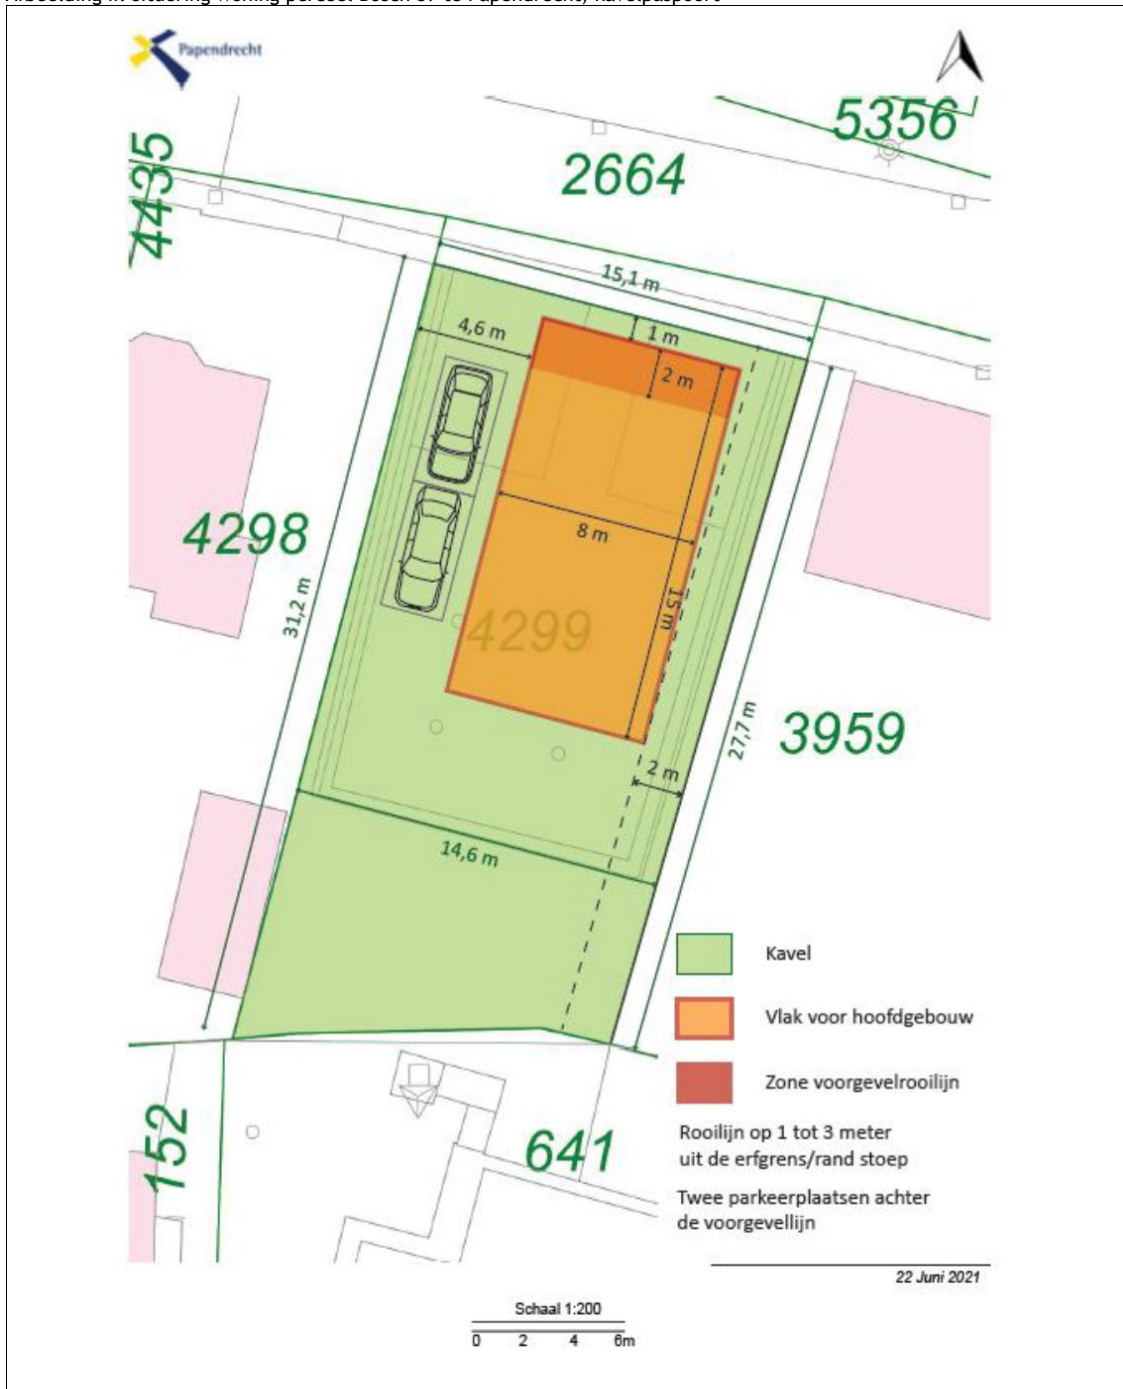 Papendrecht
5356
2664
4435
15,1 m
4,6 m
1 m
2 m
4298
8 m
31,2 m
15 m
4299
3959
27,7 m
2 m
14,6 m
Kavel
Vlak voor hoofdgebouw
Zone voorgevelrooilijn
Rooilijn op 1 tot 3 meter
uit de erfgrens/rand stoep
Twee parkeerplaatsen achter
de voorgevellijn
152
641
22 Juni 2021
Schaal 1:200
0 2 4 6m